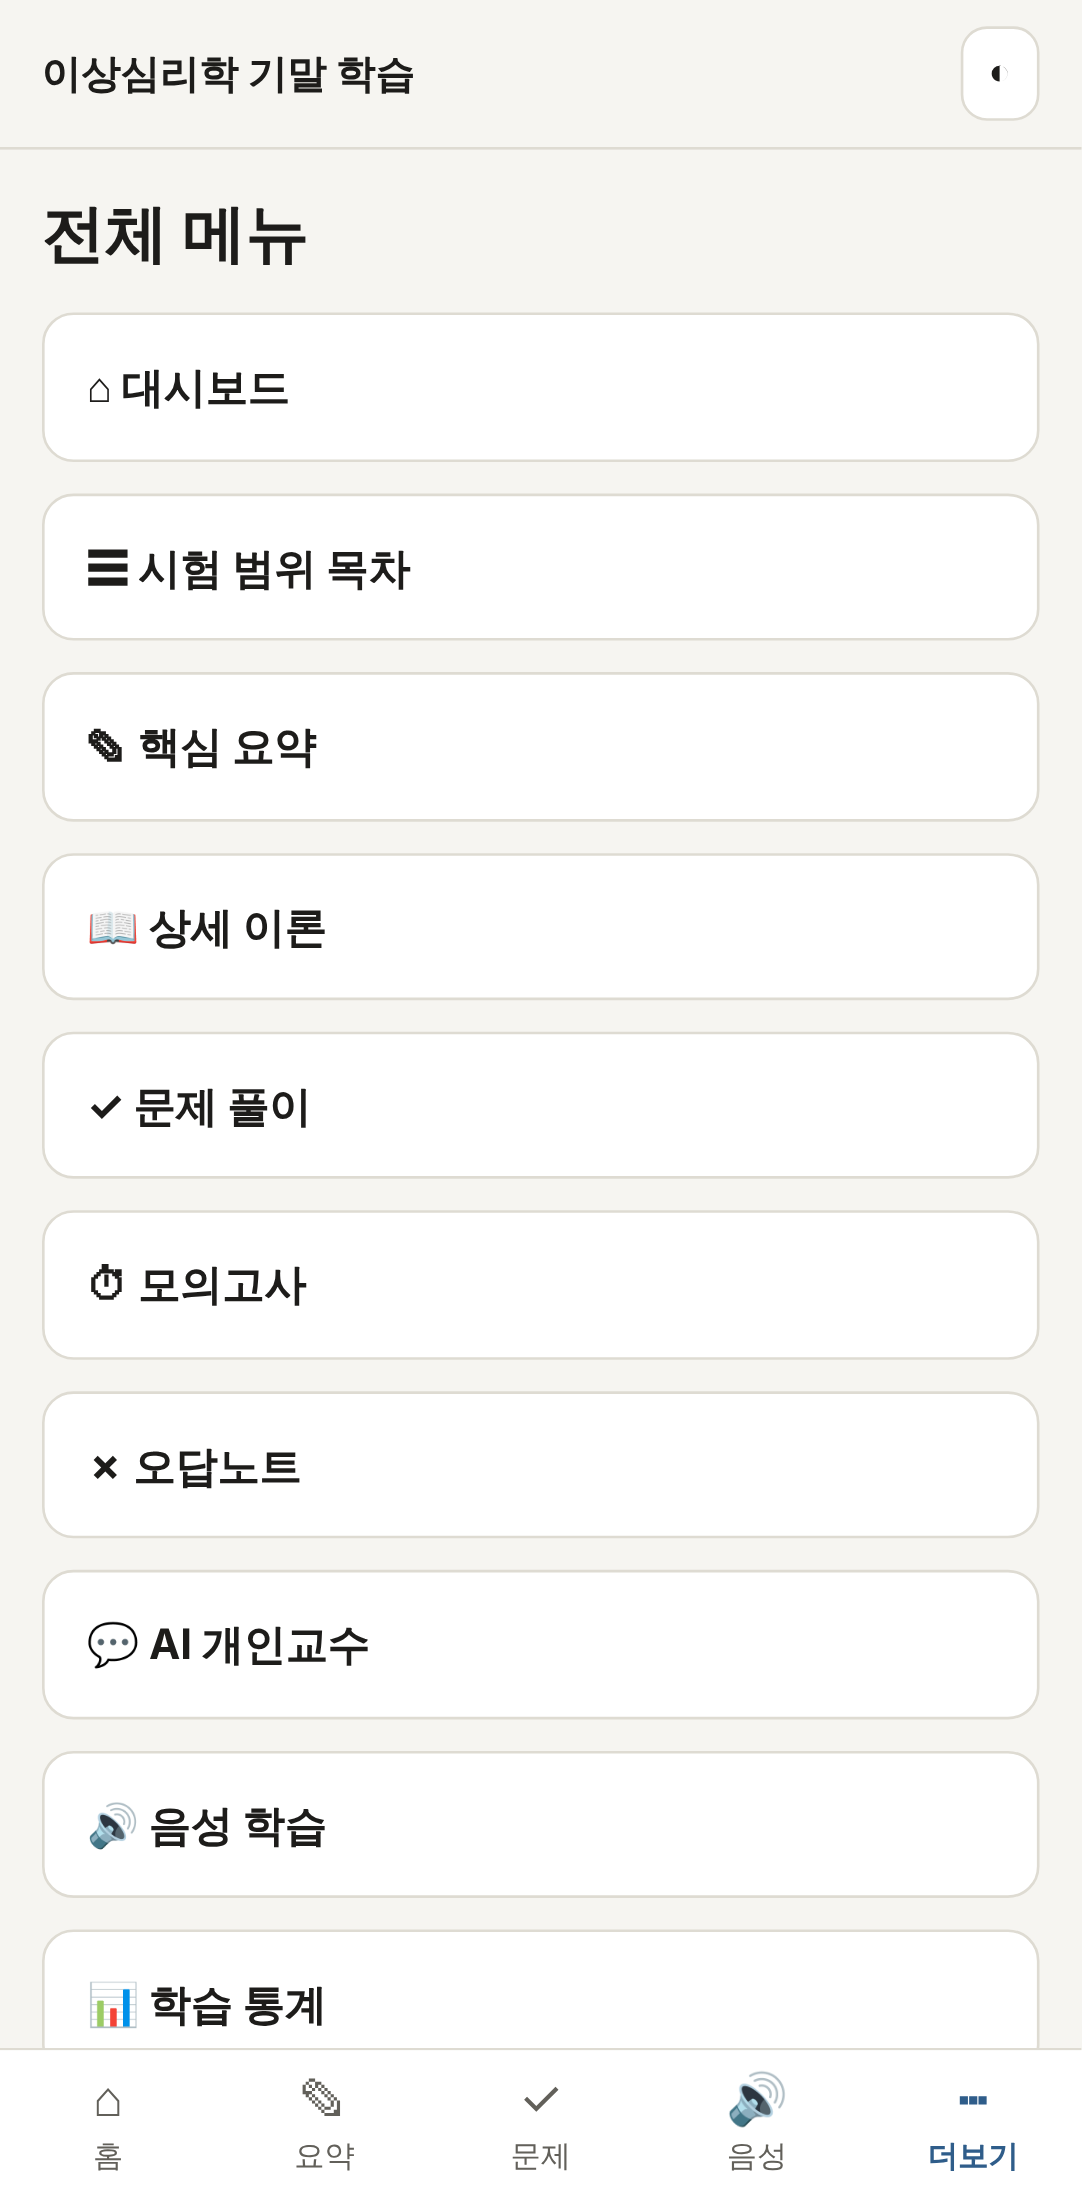 이상심리학 기말 학습
전체 메뉴
대시보드
시험 범위 목차
핵심 요약
상세 이론
문제 풀이
모의고사
오답노트
AI 개인교수
음성 학습
학습 통계
홈
요약
문제
음성
더보기